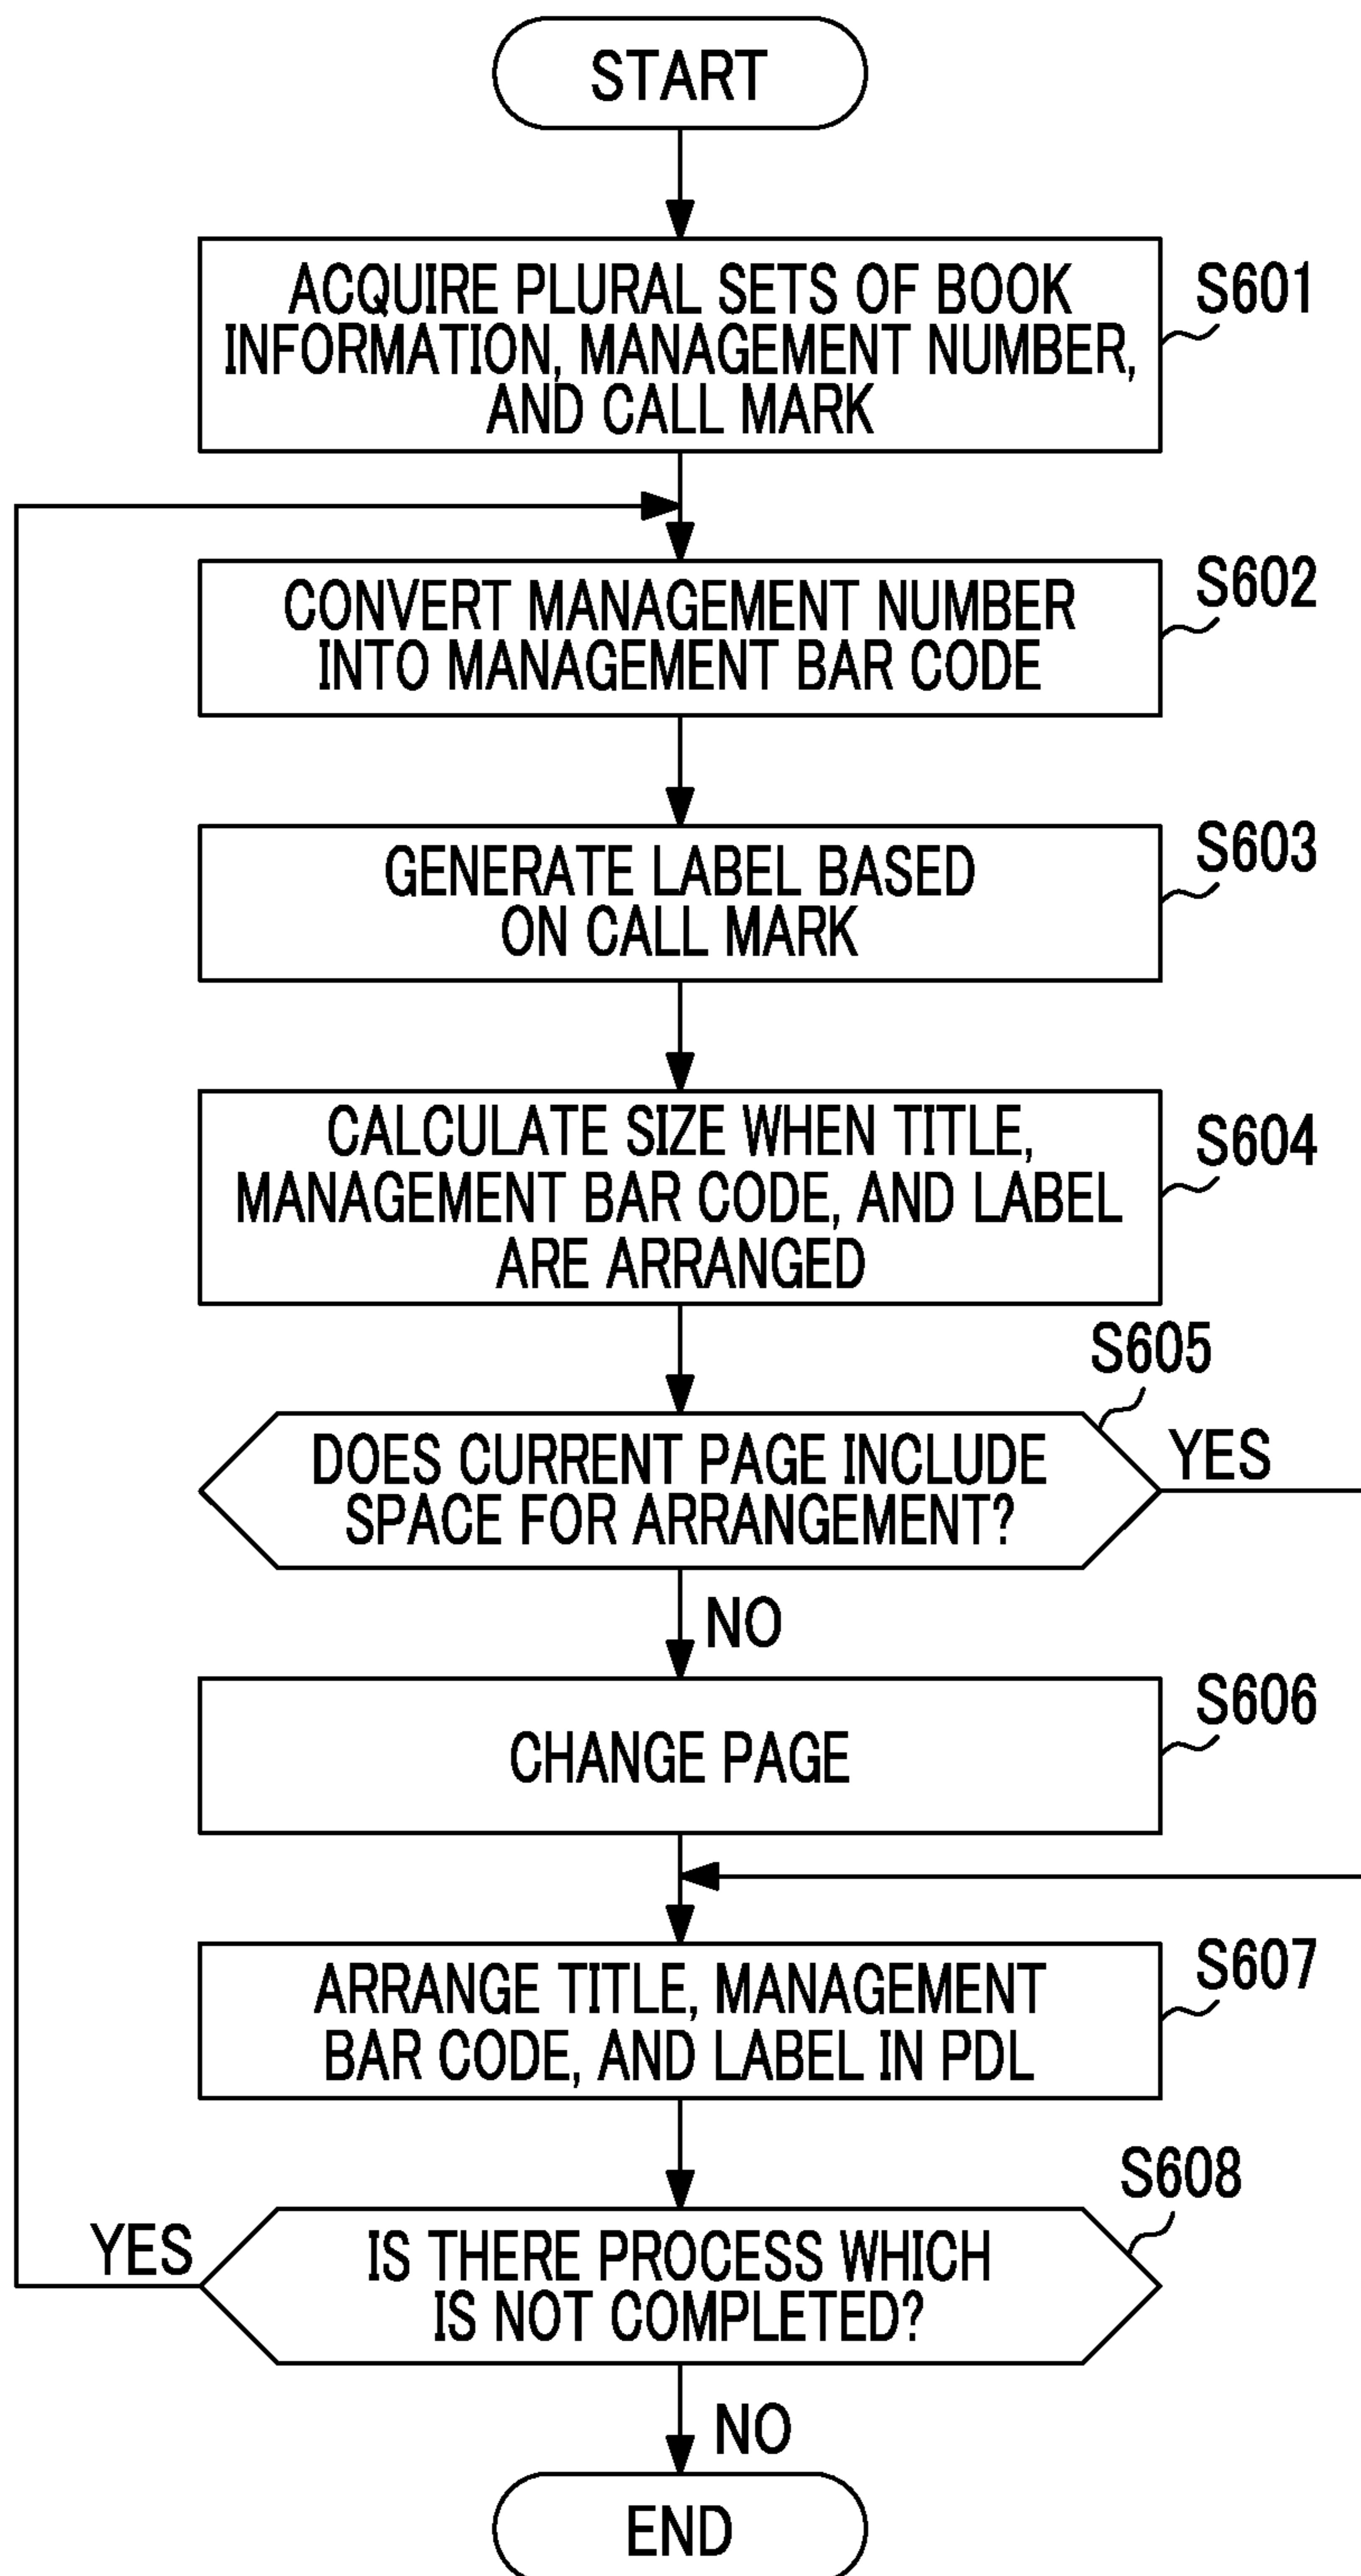 START
ACQUIRE PLURAL SETS OF BOOK
INFORMATION, MANAGEMENT NUMBER,
AND CALL MARK
S601
CONVERT MANAGEMENT NUMBER
INTO MANAGEMENT BAR CODE
S602
GENERATE LABEL BASED
ON CALL MARK
S603
CALCULATE SIZE WHEN TITLE,
MANAGEMENT BAR CODE, AND LABEL
ARE ARRANGED
S604
S605
DOES CURRENT PAGE INCLUDE
SPACE FOR ARRANGEMENT?
YES
NO
CHANGE PAGE
S606
ARRANGE TITLE, MANAGEMENT
BAR CODE, AND LABEL IN PDL
S607
S608
YES
IS THERE PROCESS WHICH
IS NOT COMPLETED?
NO
END